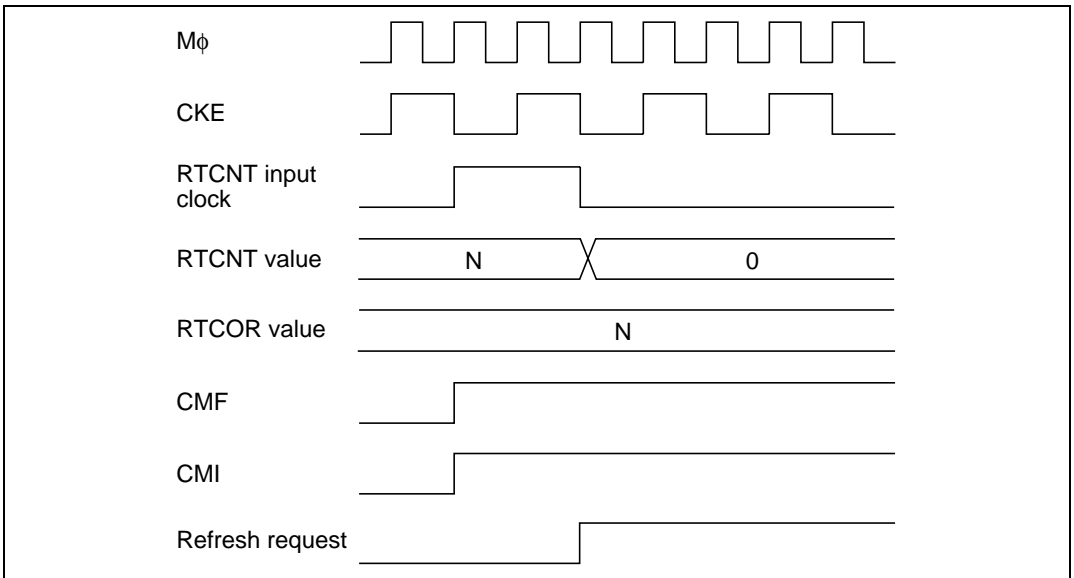 Mφ
CKE
RTCNT input
clock
RTCNT value
N
0
RTCOR value
N
CMF
CMI
Refresh request